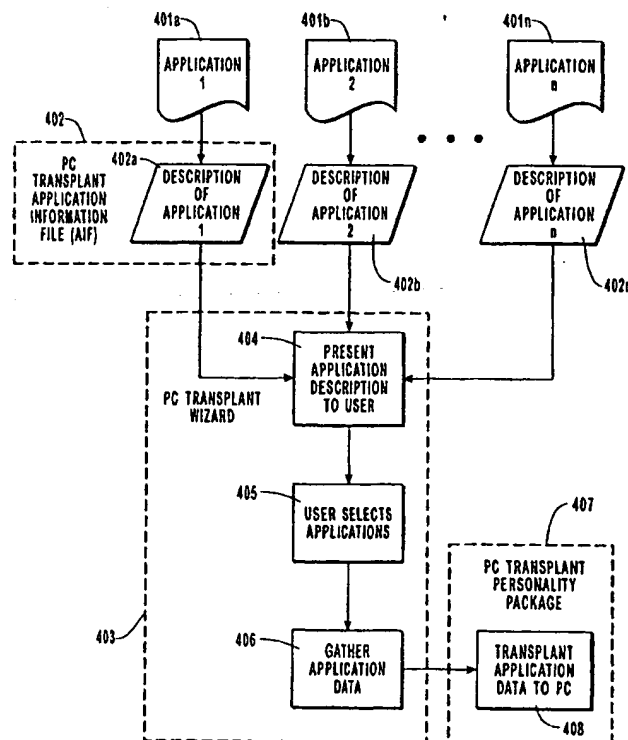 401a
401b
401n
APPLICATION
1
APPLICATION
2
APPLICATION
n
402
PC
TRANSPLANT
APPLICATION
INFORMATION
FILE (AIF)
402a
DESCRIPTION
OF
APPLICATION
1
DESCRIPTION
OF
APPLICATION
2
402b
DESCRIPTION
OF
APPLICATION
n
402n
404
PRESENT
APPLICATION
DESCRIPTION
TO USER
PC TRANSPLANT
WIZARD
405
USER SELECTS
APPLICATIONS
403
406
GATHER
APPLICATION
DATA
407
PC TRANSPLANT
PERSONALITY
PACKAGE
TRANSPLANT
APPLICATION
DATA TO PC
408